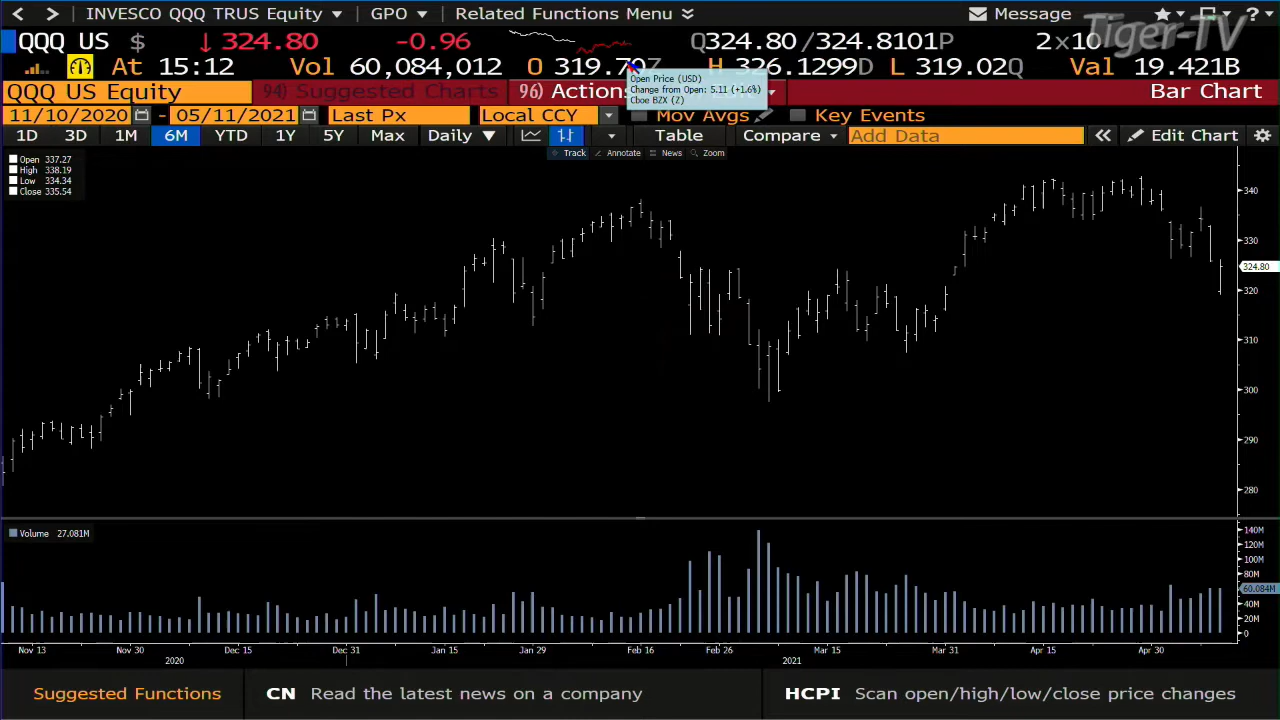 INVESCO QQQ TRUS Equity GPO Related Functions Menu Message ?
QQQ US $ ↓ 324.80 -0.96 Q324.80/324.8101P 2x10 Tiger-TV
At 15:12 Vol 60,084,012 O 319.70Z H 326.1299D L 319.02Q Val 19.421B
Open Price (USD)
Change from Open: 5.11 (+1.6%)
Cboe BZX (Z)
QQQ US Equity 94) Suggested Charts 96) Actions Bar Chart
11/10/2020 - 05/11/2021 Last Px Local CCY Mov Avgs Key Events
1D 3D 1M 6M YTD 1Y 5Y Max Daily ▼ Table Compare Add Data « Edit Chart
Track Annotate News Zoom
Open 337.27
High 338.19
Low 334.34
Close 335.54
340
330
324.80
320
310
300
290
280
Volume 27.081M
140M
120M
100M
80M
60.084M
40M
20M
0
Nov 13 Nov 30 Dec 15 Dec 31 Jan 15 Jan 29 Feb 16 Feb 26 Mar 15 Mar 31 Apr 15 Apr 30
2020 2021
Suggested Functions CN Read the latest news on a company HCPI Scan open/high/low/close price changes